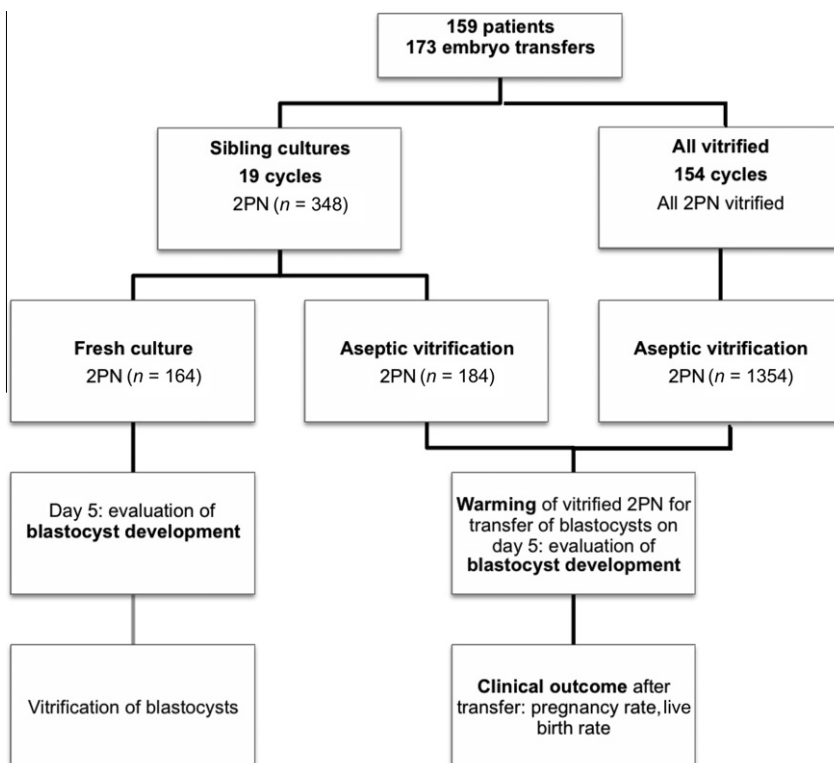 159 patients
173 embryo transfers
Sibling cultures
19 cycles
2PN (n = 348)
All vitrified
154 cycles
All 2PN vitrified
Fresh culture
2PN (n = 164)
Aseptic vitrification
2PN (n = 184)
Aseptic vitrification
2PN (n = 1354)
Day 5: evaluation of
blastocyst development
Warming of vitrified 2PN for
transfer of blastocysts on
day 5: evaluation of
blastocyst development
Vitrification of blastocysts
Clinical outcome after
transfer: pregnancy rate, live
birth rate